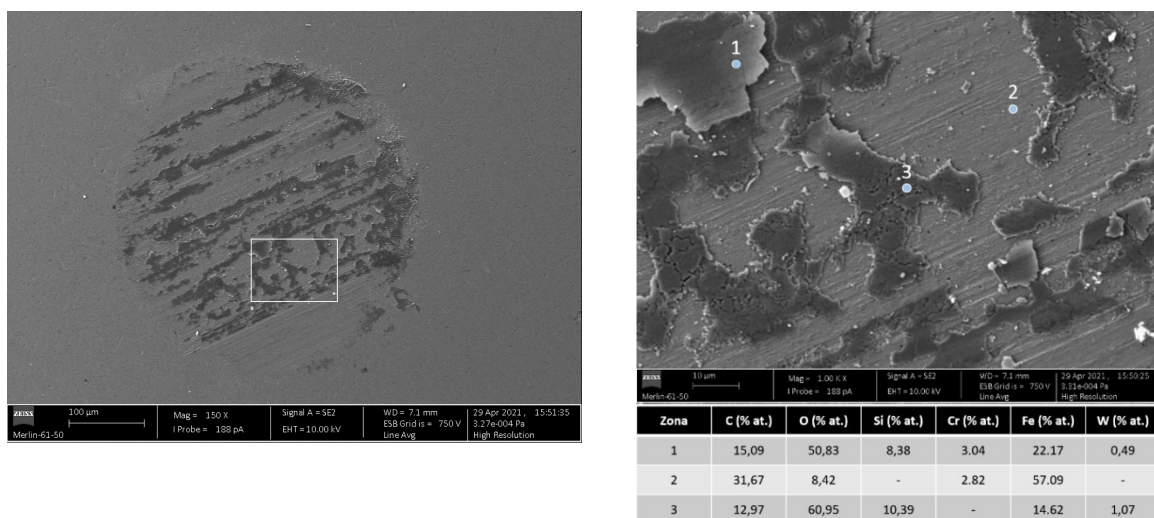 ZEISS
Merlin-61-50
100 µm
Mag = 150 X
I Probe = 188 pA
Signal A = SE2
EHT = 10.00 kV
WD = 7.1 mm
ESB Grid is = 750 V
Line Avg
29 Apr 2021 , 15:51:35
3.27e-004 Pa
High Resolution
1
2
3
ZEISS
Merlin-61-50
10 µm
Mag = 1.00 K X
I Probe = 188 pA
Signal A = SE2
EHT = 10.00 kV
WD = 7.1 mm
ESB Grid is = 750 V
Line Avg
29 Apr 2021 , 15:50:25
3.31e-004 Pa
High Resolution
Zona C (% at.) O (% at.) Si (% at.) Cr (% at.) Fe (% at.) W (% at.)
1 15,09 50,83 8,38 3.04 22.17 0,49
2 31,67 8,42 - 2.82 57.09 -
3 12,97 60,95 10,39 - 14.62 1,07